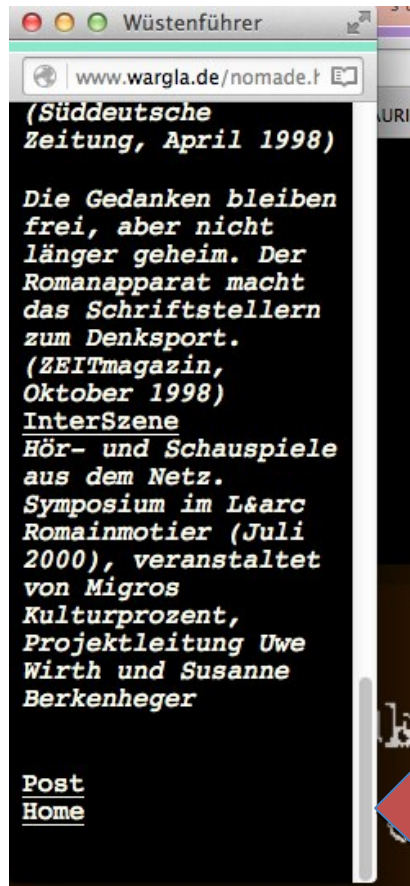 Wüstenführer
www.wargla.de/nomade.h
(Süddeutsche
Zeitung, April 1998)
Die Gedanken bleiben
frei, aber nicht
länger geheim. Der
Romanapparat macht
das Schriftstellern
zum Denksport.
(ZEITmagazin,
Oktober 1998)
InterSzene
Hör- und Schauspiele
aus dem Netz.
Symposium im L&arc
Romainmotier (Juli
2000), veranstaltet
von Migros
Kulturprozent,
Projektleitung Uwe
Wirth und Susanne
Berkenheger
Post
Home